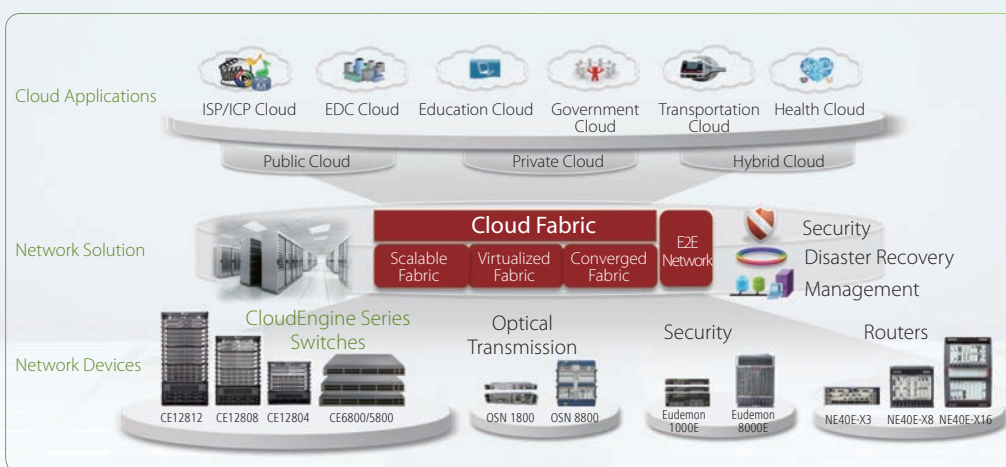 Cloud Applications
ISP/ICP Cloud
EDC Cloud
Education Cloud
Government
Cloud
Transportation
Cloud
Health Cloud
Public Cloud
Private Cloud
Hybrid Cloud
Network Solution
Cloud Fabric
Scalable
Fabric
Virtualized
Fabric
Converged
Fabric
E2E
Network
Security
Disaster Recovery
Management
Network Devices
CloudEngine Series
Switches
CE12812
CE12808
CE12804
CE6800/5800
Optical
Transmission
OSN 1800
OSN 8800
Security
Eudemon
1000E
Eudemon
8000E
Routers
NE40E-X3
NE40E-X8
NE40E-X16